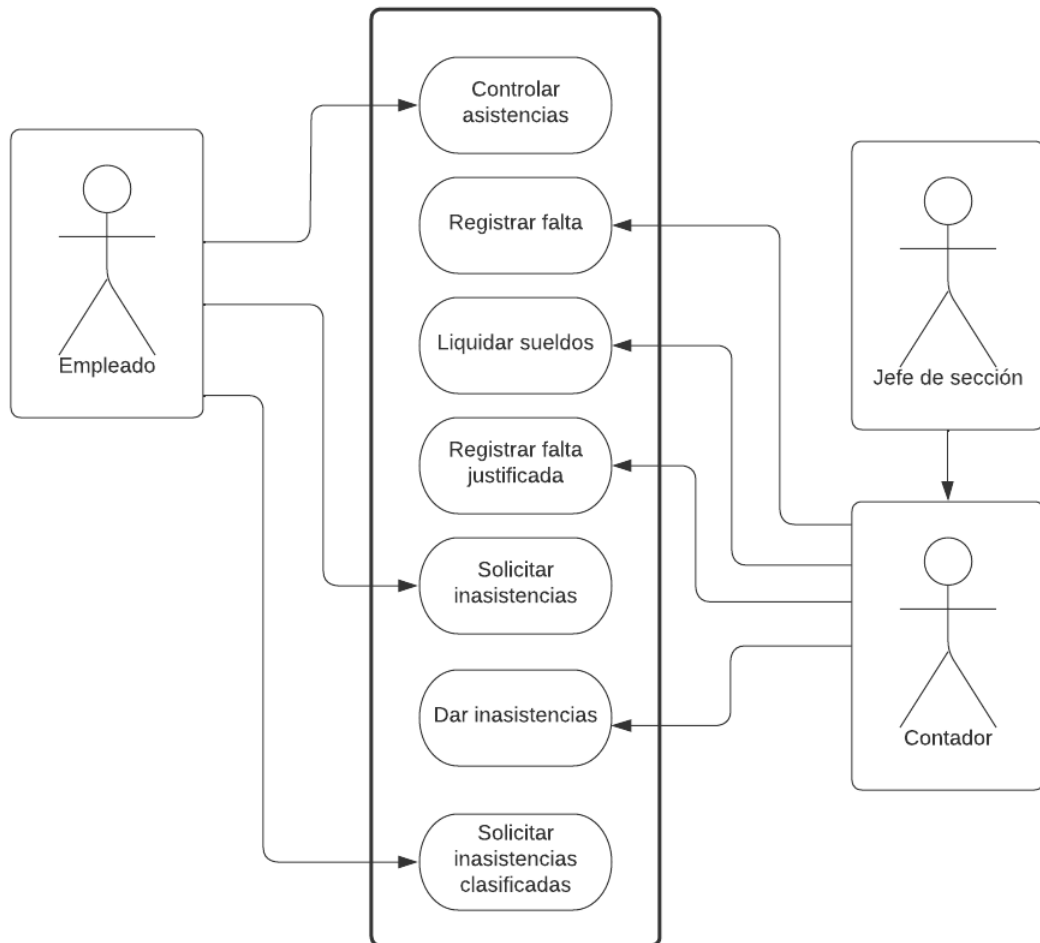 Controlar
asistencias
Registrar falta
Liquidar sueldos
Registrar falta
justificada
Solicitar
inasistencias
Dar inasistencias
Solicitar
inasistencias
clasificadas
Empleado
Jefe de sección
Contador